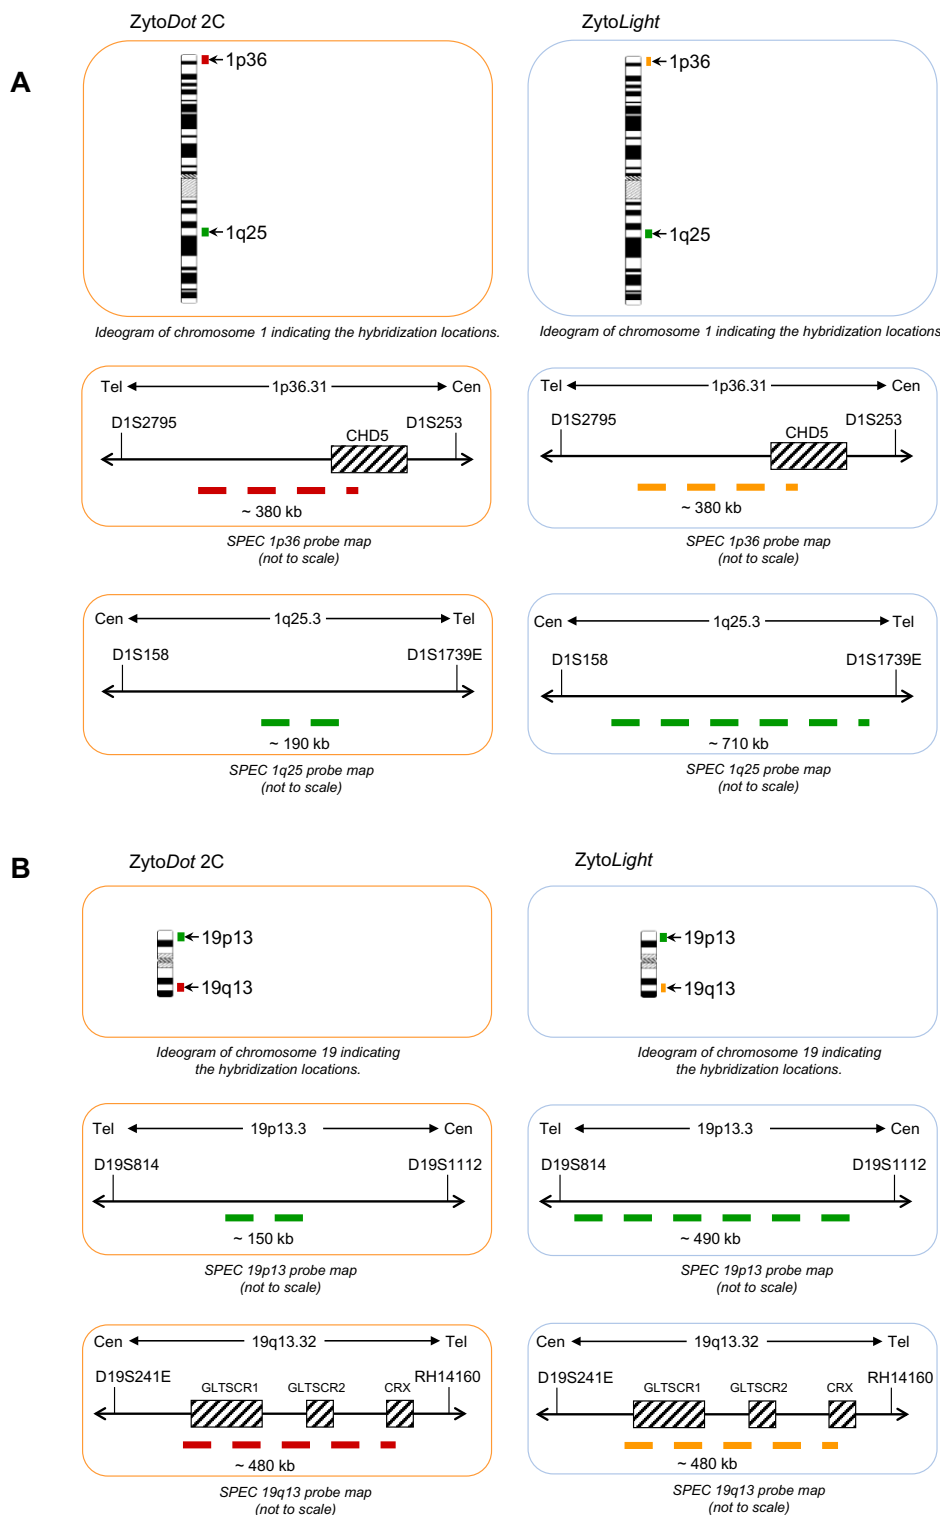 ZytoDot 2C
ZytoLight
A
1p36
1q25
1p36
1q25
Ideogram of chromosome 1 indicating the hybridization locations.
Ideogram of chromosome 1 indicating the hybridization locations
Tel 1p36.31 Cen
D1S2795 D1S253
CHD5
~ 380 kb
SPEC 1p36 probe map
(not to scale)
Tel 1p36.31 Cen
D1S2795 D1S253
CHD5
~ 380 kb
SPEC 1p36 probe map
(not to scale)
Cen 1q25.3 Tel
D1S158 D1S1739E
~ 190 kb
SPEC 1q25 probe map
(not to scale)
Cen 1q25.3 Tel
D1S158 D1S1739E
~ 710 kb
SPEC 1q25 probe map
(not to scale)
B
ZytoDot 2C
ZytoLight
19p13
19q13
19p13
19q13
Ideogram of chromosome 19 indicating
the hybridization locations.
Ideogram of chromosome 19 indicating
the hybridization locations.
Tel 19p13.3 Cen
D19S814 D19S1112
~ 150 kb
SPEC 19p13 probe map
(not to scale)
Tel 19p13.3 Cen
D19S814 D19S1112
~ 490 kb
SPEC 19p13 probe map
(not to scale)
Cen 19q13.32 Tel
D19S241E RH14160
GLTSCR1 GLTSCR2 CRX
~ 480 kb
SPEC 19q13 probe map
(not to scale)
Cen 19q13.32 Tel
D19S241E RH14160
GLTSCR1 GLTSCR2 CRX
~ 480 kb
SPEC 19q13 probe map
(not to scale)